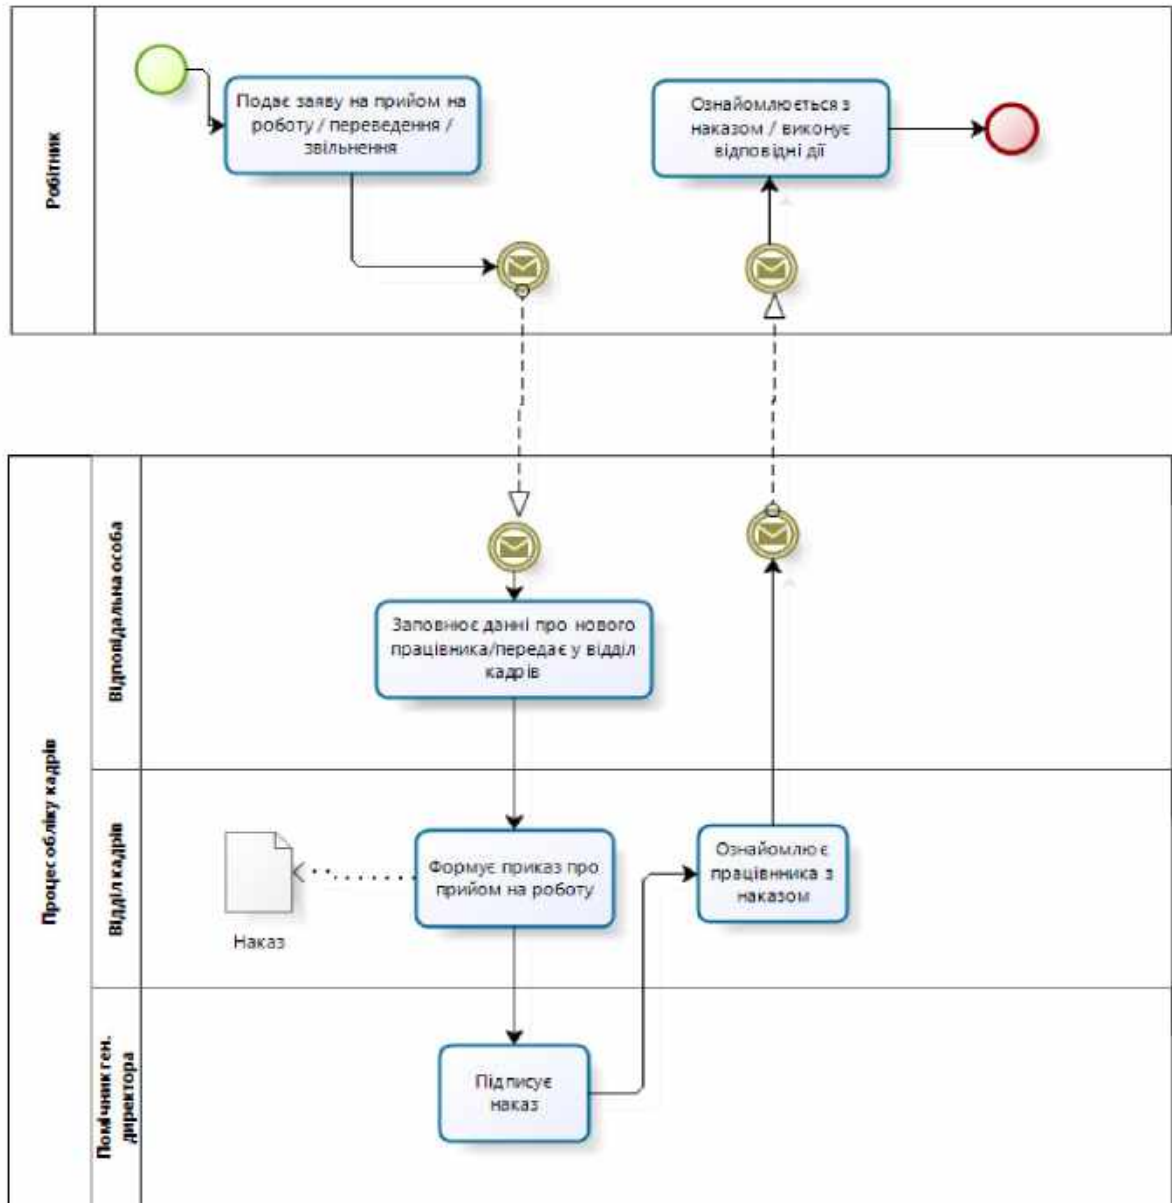 Робітник
Подає заяву на прийом на
роботу / переведення /
звільнення
Ознайомлюється з
наказом / виконує
відповідні дії
Процес обліку кадрів
Відповідальна особа
Заповнює данні про нового
працівника/передає у відділ
кадрів
Відділ кадрів
Наказ
Формує приказ про
прийом на роботу
Ознайомлює
працівника з
наказом
Помічник ген.
директора
Підписує
наказ